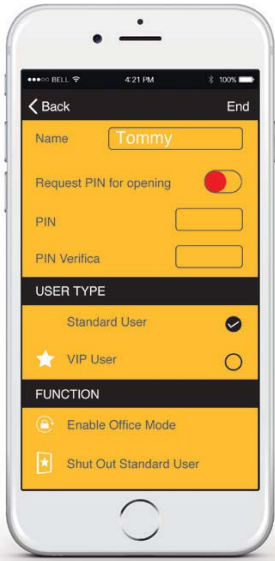 BELL 4:21 PM 100%
Back End
Name Tommy
Request PIN for opening
PIN
PIN Verifica
USER TYPE
Standard User
VIP User
FUNCTION
Enable Office Mode
Shut Out Standard User